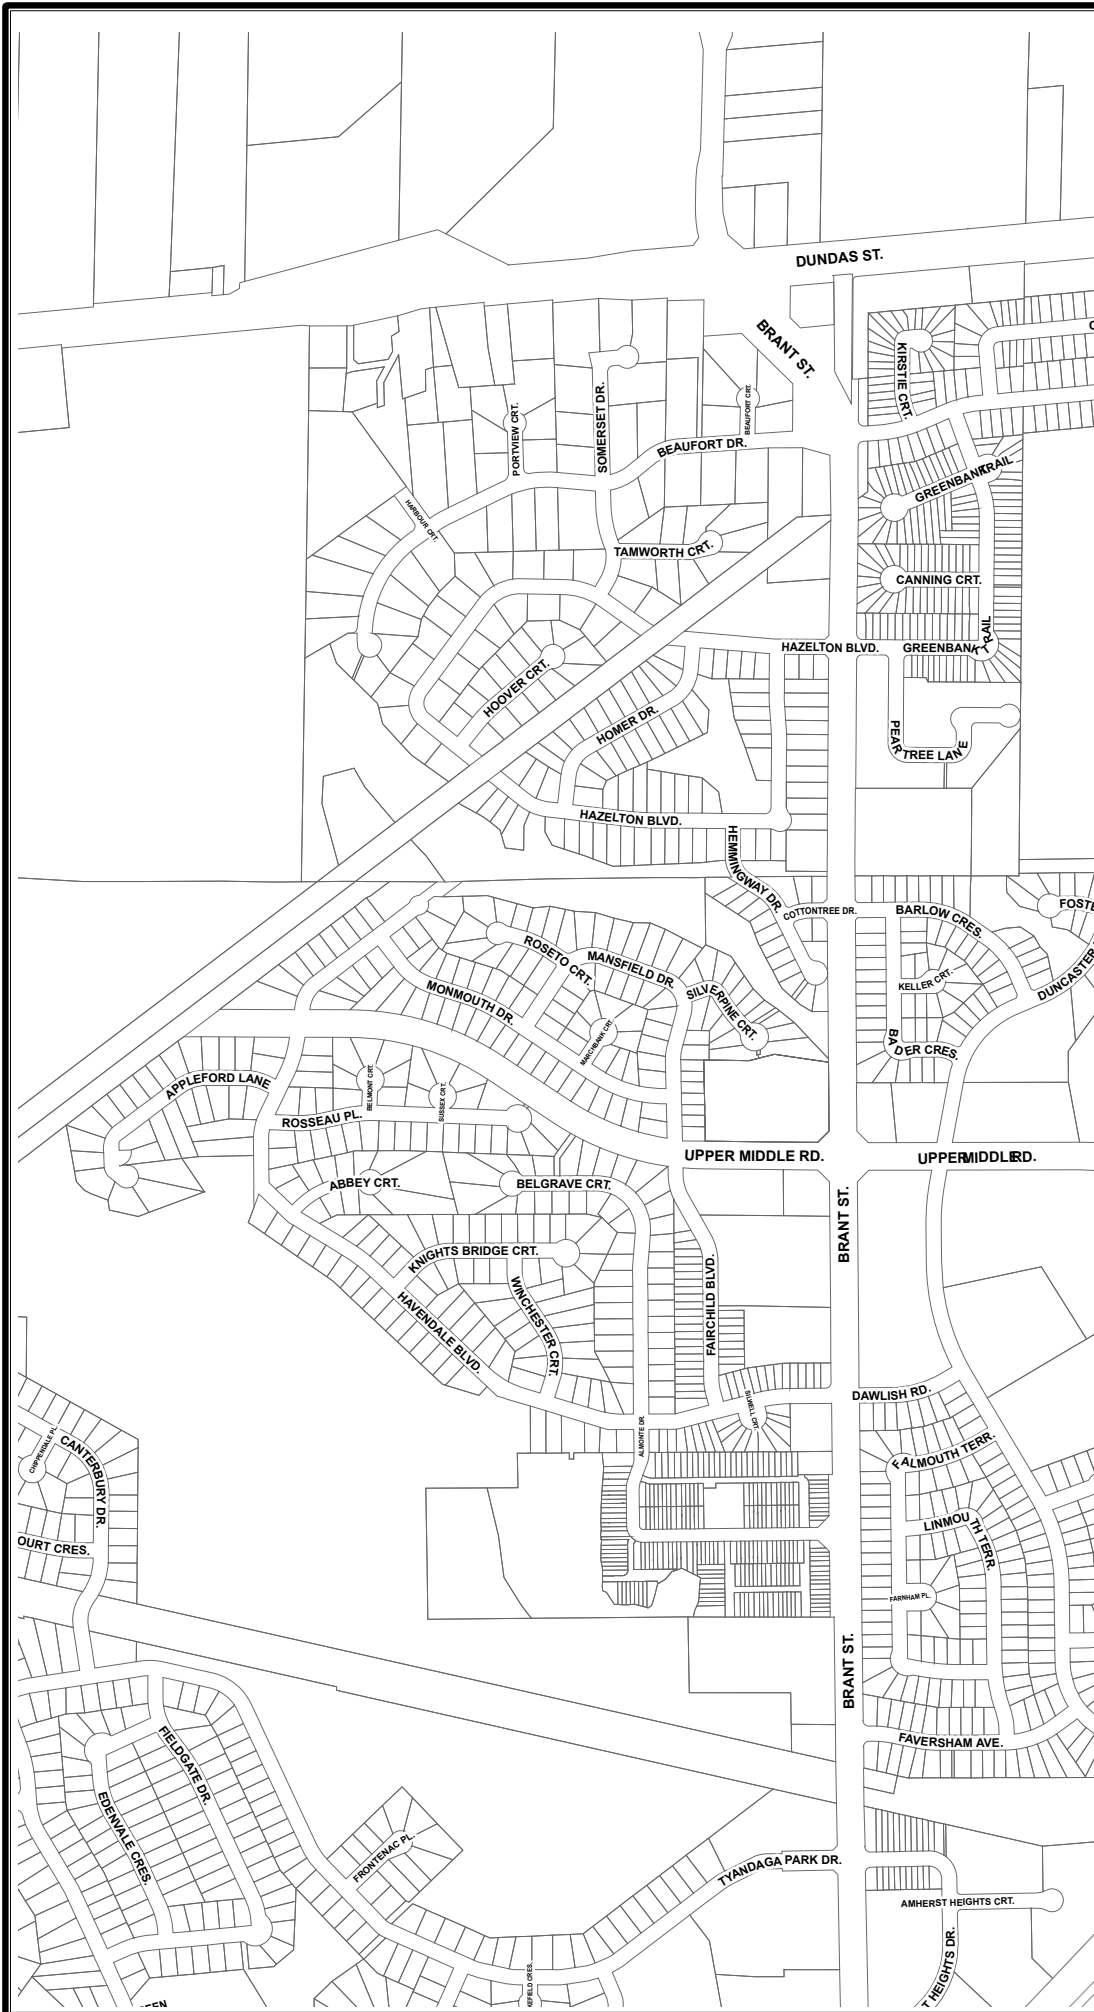 DUNDAS ST.
BRANT ST.
KIRSTIE CRT.
BEAUFORT CRT.
SOMERSET DR.
PORTVIEW CRT.
BEAUFORT DR.
GREENBANK TRAIL
HARBOUR CRT.
TAMWORTH CRT.
CANNING CRT.
HAZELTON BLVD.
GREENBANK TRAIL
HOOVER CRT.
HOMER DR.
PEAR TREE LANE
HAZELTON BLVD.
HEMMINGWAY DR.
COTTONTREE DR.
BARLOW CRES.
ROSETO CRT.
MANSFIELD DR.
KELLER CRT.
DUNCASTER
MONMOUTH DR.
SILVERPINE CRT.
MARCHBANK CRT.
BADER CRES.
APPLEFORD LANE
BELMONT CRT.
SUSSEX CRT.
ROSSEAU PL.
UPPER MIDDLE RD.
UPPER MIDDLE RD.
ABBEY CRT.
BELGRAVE CRT.
BRANT ST.
KNIGHTS BRIDGE CRT.
WINCHESTER CRT.
FAIRCHILD BLVD.
HAVENDALE BLVD.
DAWLISH RD.
SILWELL CRT.
ALMONTE DR.
CHIPPENDALE PL.
CANTERBURY DR.
FALMOUTH TERR.
LINMOUTH TERR.
OURT CRES.
FARNHAM PL.
BRANT ST.
FAVERSHAM AVE.
FIELDGATE DR.
EDENVALE CRES.
FRONTENAC PL.
TYANDAGA PARK DR.
AMHERST HEIGHTS CRT.
T HEIGHTS DR.